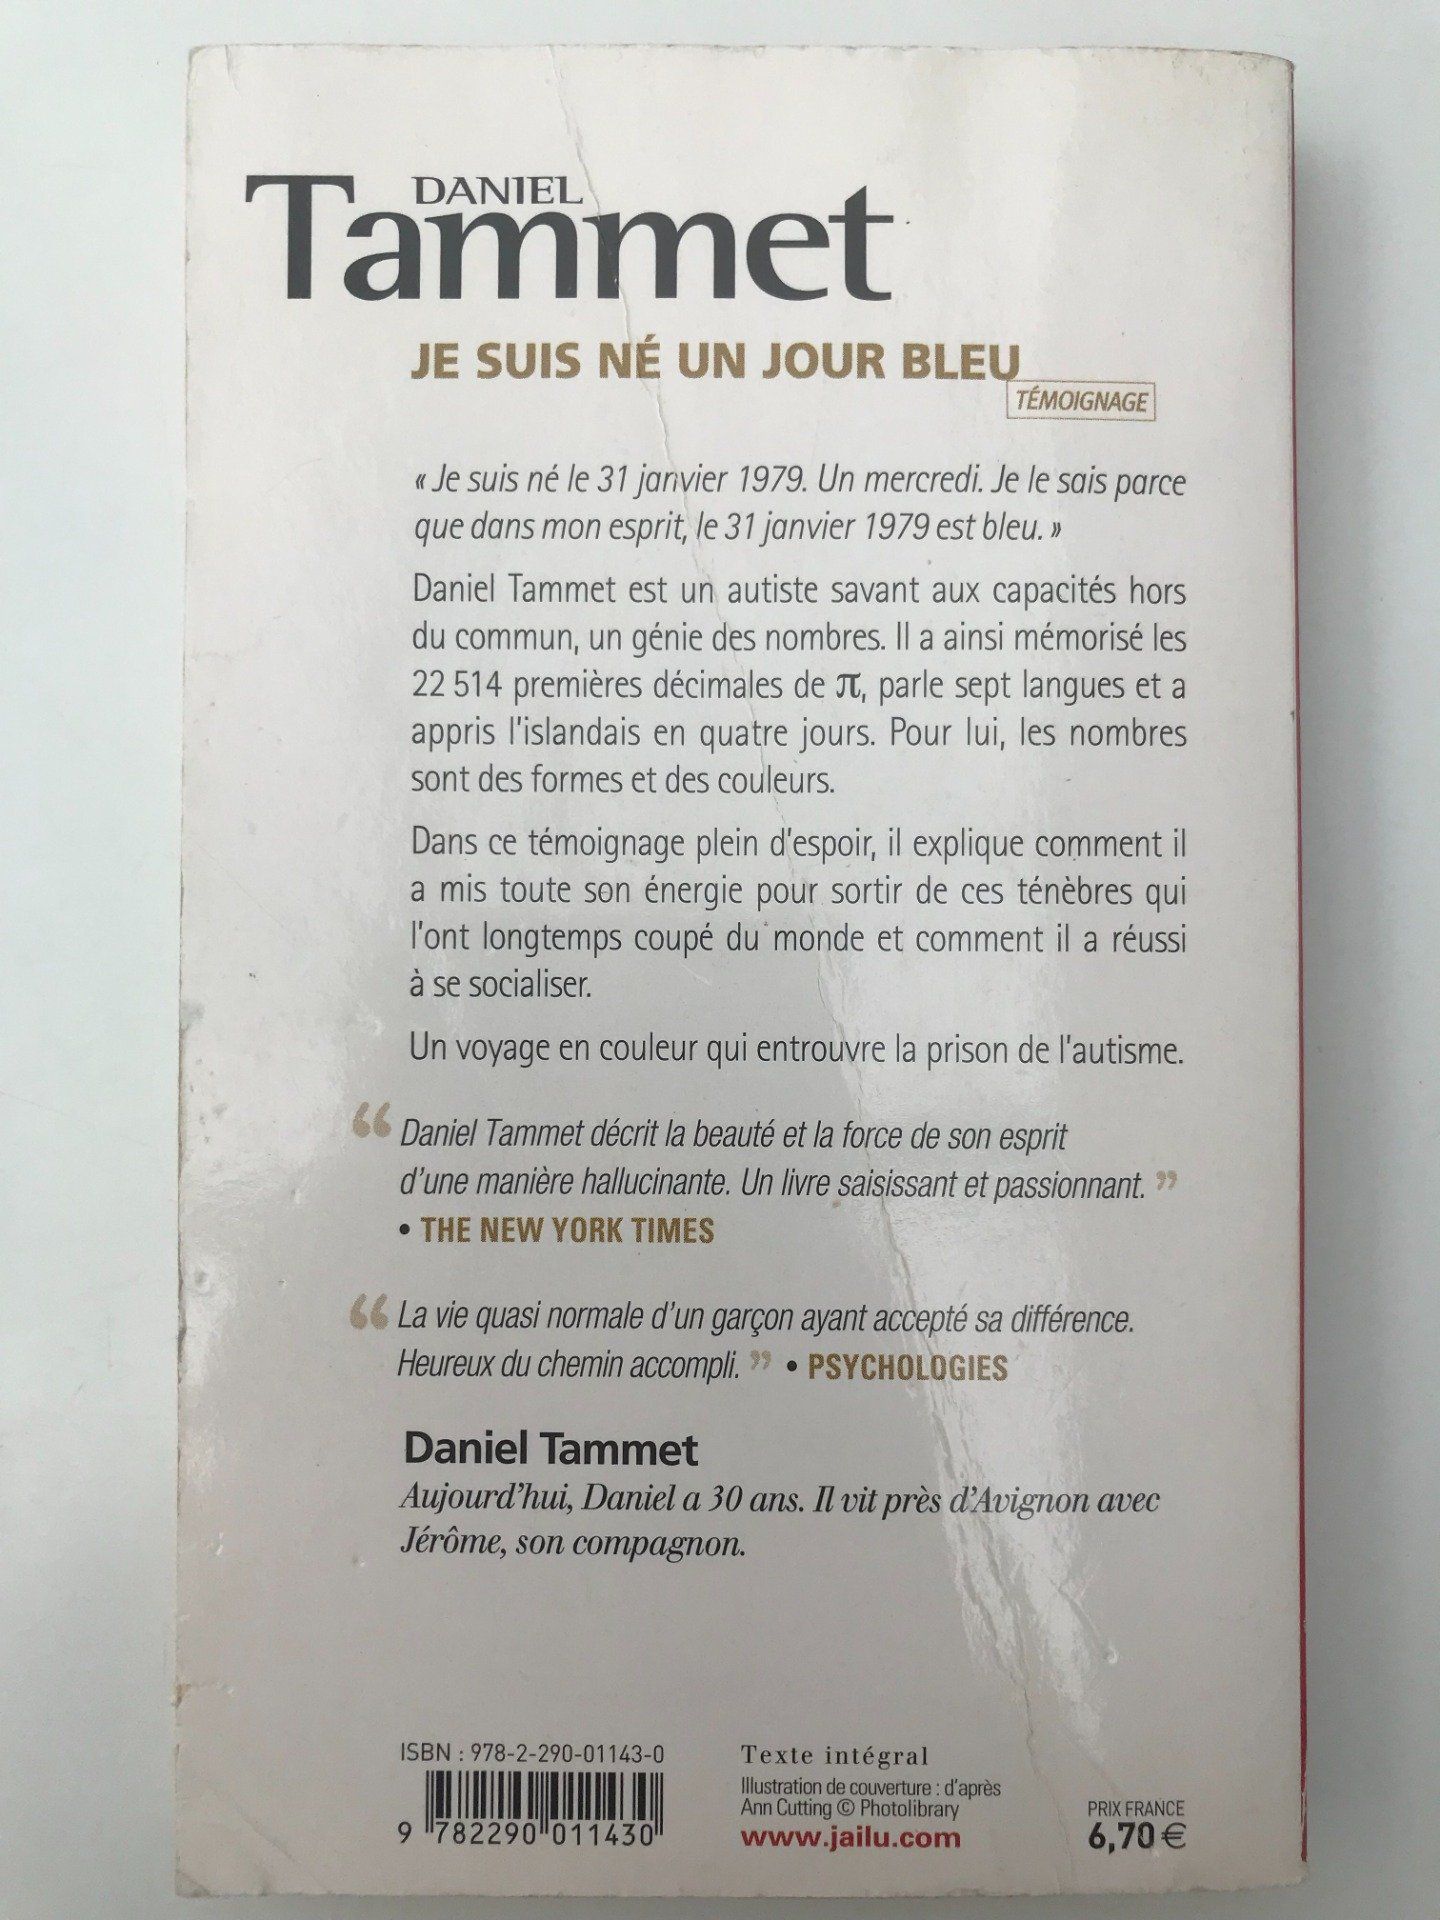 DANIEL
Tammet
JE SUIS NÉ UN JOUR BLEU
TÉMOIGNAGE
« Je suis né le 31 janvier 1979. Un mercredi. Je le sais parce
que dans mon esprit, le 31 janvier 1979 est bleu. »
Daniel Tammet est un autiste savant aux capacités hors
du commun, un génie des nombres. Il a ainsi mémorisé les
22 514 premières décimales de π, parle sept langues et a
appris l'islandais en quatre jours. Pour lui, les nombres
sont des formes et des couleurs.
Dans ce témoignage plein d'espoir, il explique comment il
a mis toute son énergie pour sortir de ces ténèbres qui
l'ont longtemps coupé du monde et comment il a réussi
à se socialiser.
Un voyage en couleur qui entrouvre la prison de l'autisme.
“ Daniel Tammet décrit la beauté et la force de son esprit
d'une manière hallucinante. Un livre saisissant et passionnant. ”
• THE NEW YORK TIMES
“ La vie quasi normale d'un garçon ayant accepté sa différence.
Heureux du chemin accompli. ” • PSYCHOLOGIES
Daniel Tammet
Aujourd'hui, Daniel a 30 ans. Il vit près d'Avignon avec
Jérôme, son compagnon.
ISBN : 978-2-290-01143-0
9 782290 011430
Texte intégral
Illustration de couverture : d'après
Ann Cutting © Photolibrary
www.jailu.com
PRIX FRANCE
6,70 €